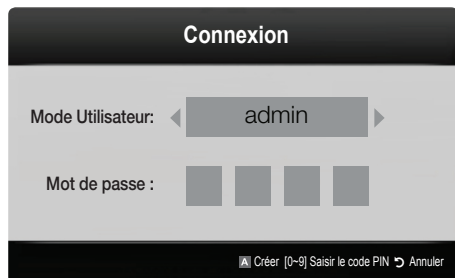 Connexion
Mode Utilisateur: admin
Mot de passe :
A Créer [0~9] Saisir le code PIN Annuler